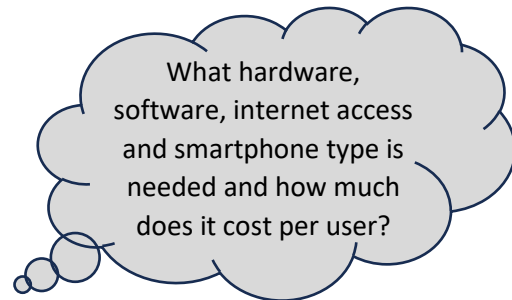 What hardware,
software, internet access
and smartphone type is
needed and how much
does it cost per user?